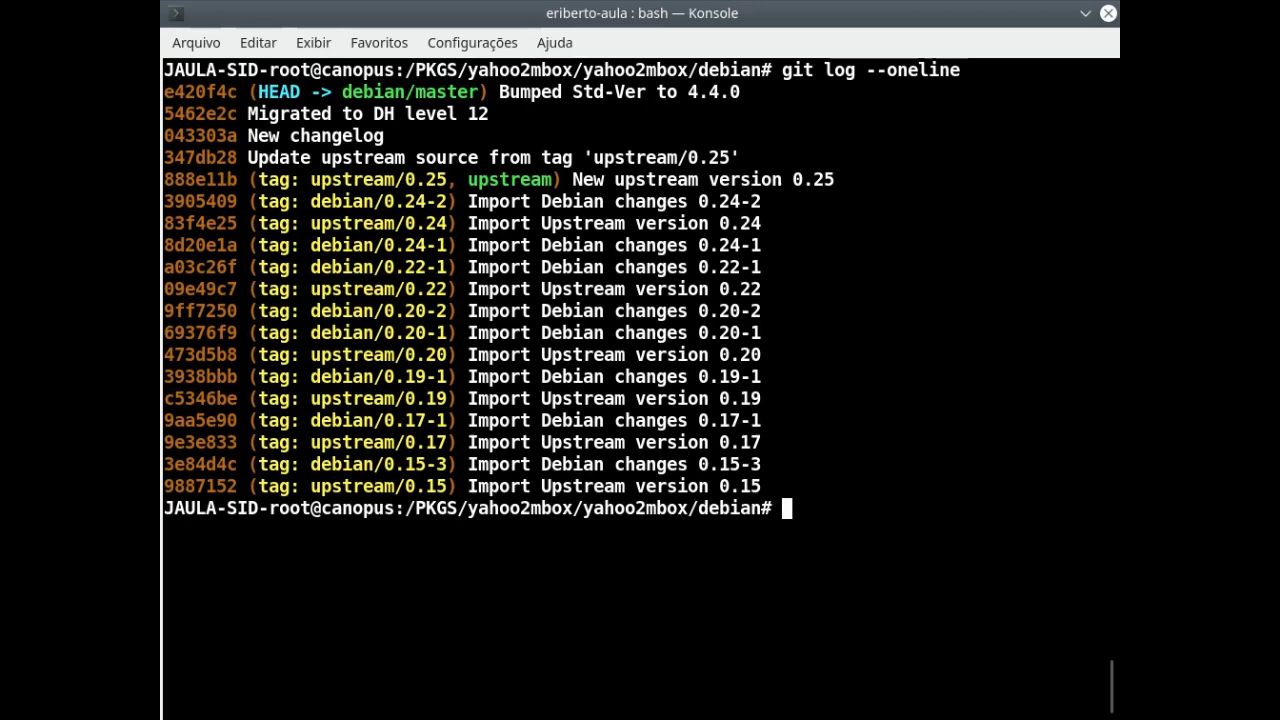 eriberto-aula : bash — Konsole
Arquivo Editar Exibir Favoritos Configurações Ajuda
JAULA-SID-root@canopus:/PKGS/yahoo2mbox/yahoo2mbox/debian# git log --oneline
e420f4c (HEAD -> debian/master) Bumped Std-Ver to 4.4.0
5462e2c Migrated to DH level 12
043303a New changelog
347db28 Update upstream source from tag 'upstream/0.25'
888e11b (tag: upstream/0.25, upstream) New upstream version 0.25
3905409 (tag: debian/0.24-2) Import Debian changes 0.24-2
83f4e25 (tag: upstream/0.24) Import Upstream version 0.24
8d20e1a (tag: debian/0.24-1) Import Debian changes 0.24-1
a03c26f (tag: debian/0.22-1) Import Debian changes 0.22-1
09e49c7 (tag: upstream/0.22) Import Upstream version 0.22
9ff7250 (tag: debian/0.20-2) Import Debian changes 0.20-2
69376f9 (tag: debian/0.20-1) Import Debian changes 0.20-1
473d5b8 (tag: upstream/0.20) Import Upstream version 0.20
3938bbb (tag: debian/0.19-1) Import Debian changes 0.19-1
c5346be (tag: upstream/0.19) Import Upstream version 0.19
9aa5e90 (tag: debian/0.17-1) Import Debian changes 0.17-1
9e3e833 (tag: upstream/0.17) Import Upstream version 0.17
3e84d4c (tag: debian/0.15-3) Import Debian changes 0.15-3
9887152 (tag: upstream/0.15) Import Upstream version 0.15
JAULA-SID-root@canopus:/PKGS/yahoo2mbox/yahoo2mbox/debian#